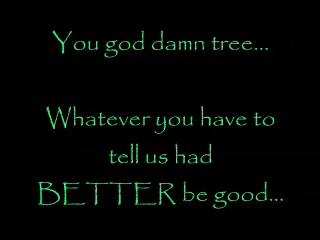 You god damn tree...
Whatever you have to
tell us had
BETTER be good...